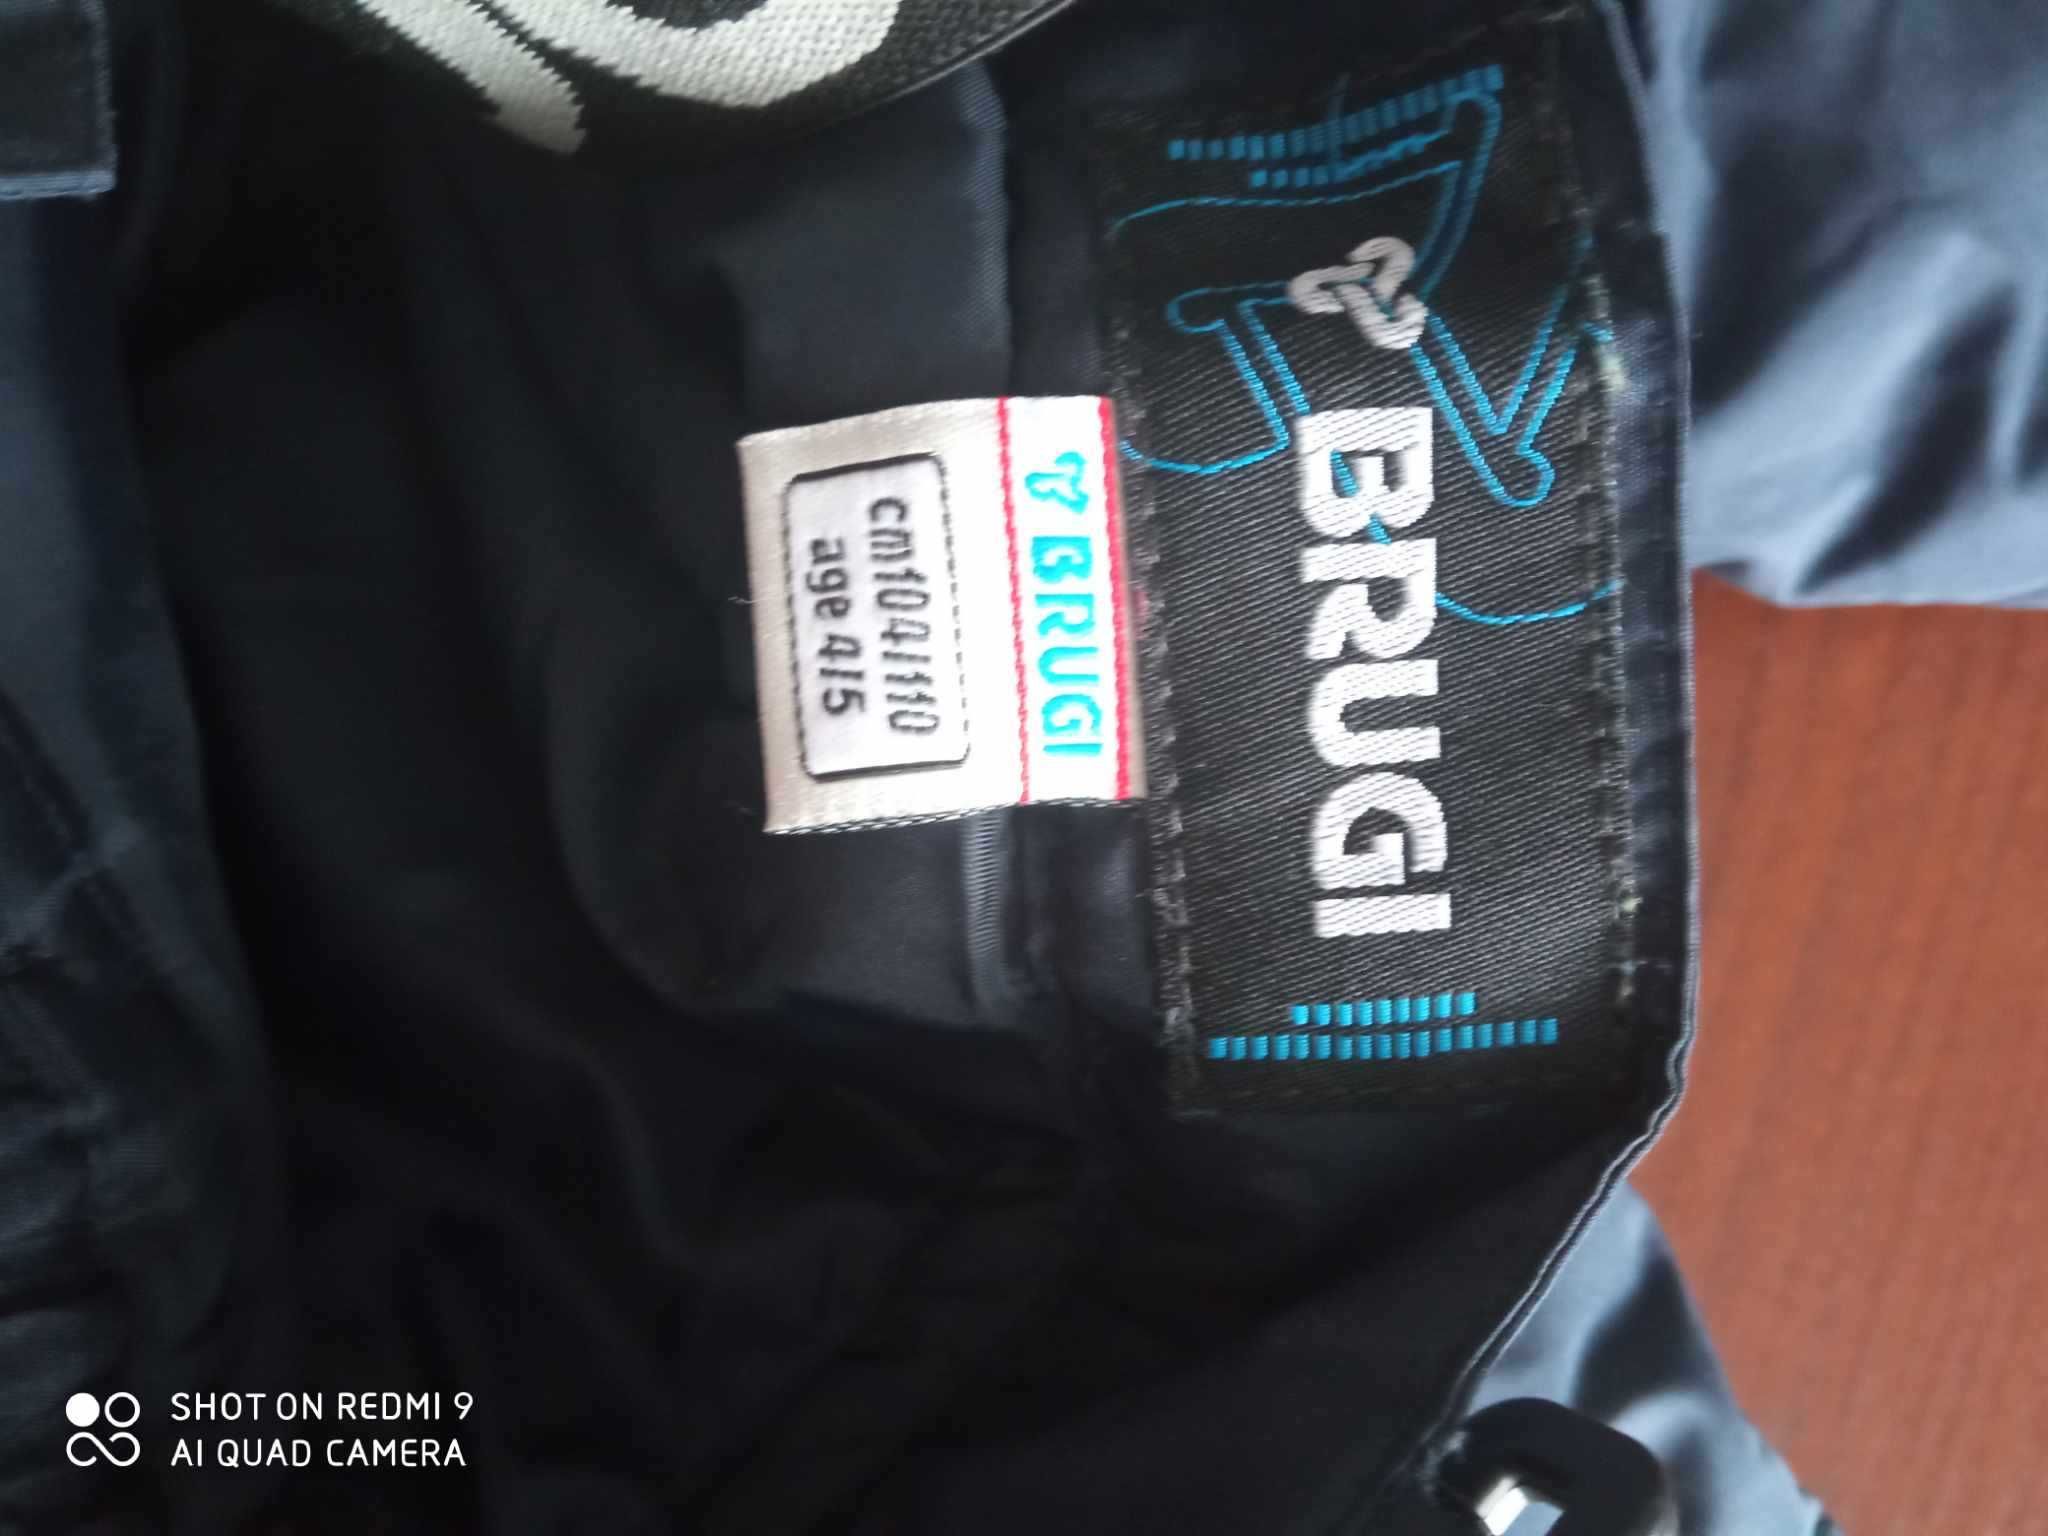 BRUGI
BRUGI
cm104/110
age 4/5
SHOT ON REDMI 9
AI QUAD CAMERA